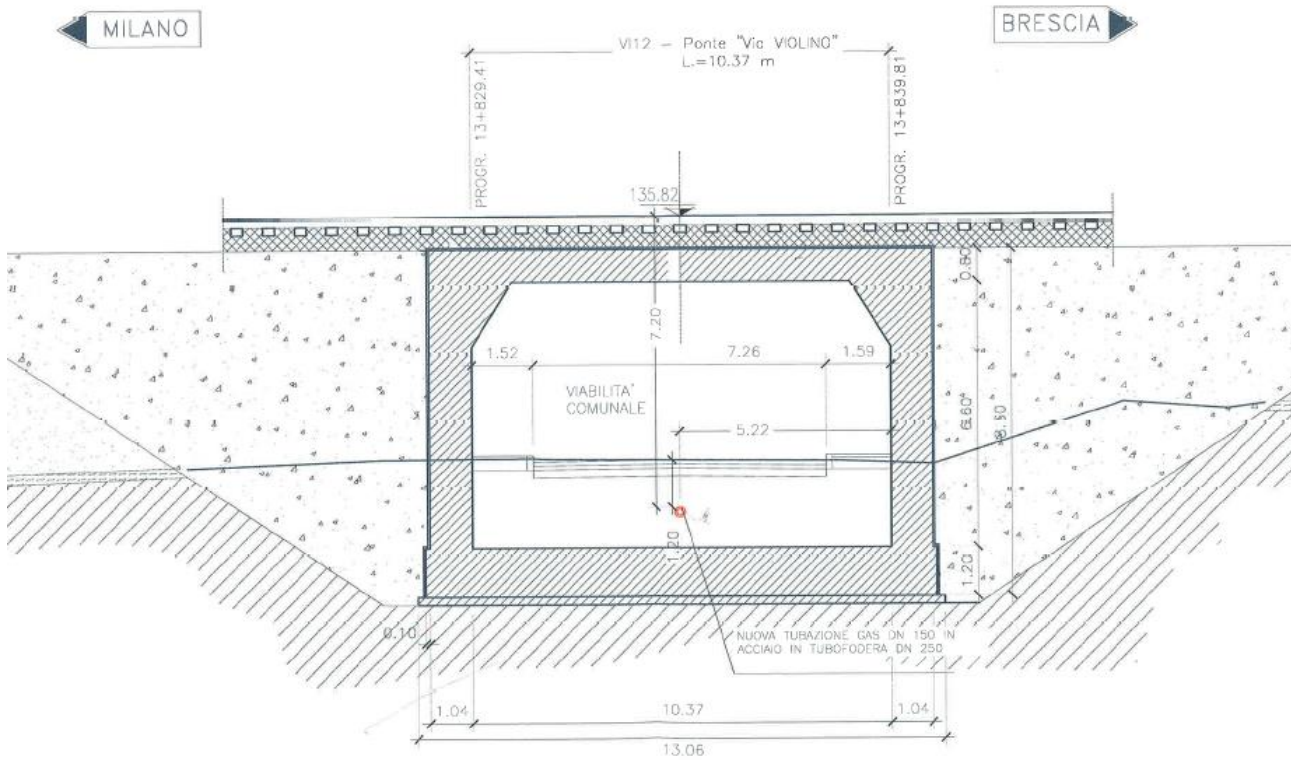 MILANO
BRESCIA
VI12 - Ponte "Via VIOLINO"
L.=10.37 m
PROGR. 13+829.41
PROGR. 13+839.81
135.82
0.80
7.20
1.52
7.26
1.59
VIABILITA'
COMUNALE
5.22
6.60
1.20
1.20
0.10
NUOVA TUBAZIONE GAS DN 150 IN
ACCIAIO IN TUBOFODERA DN 250
1.04
10.37
1.04
13.06